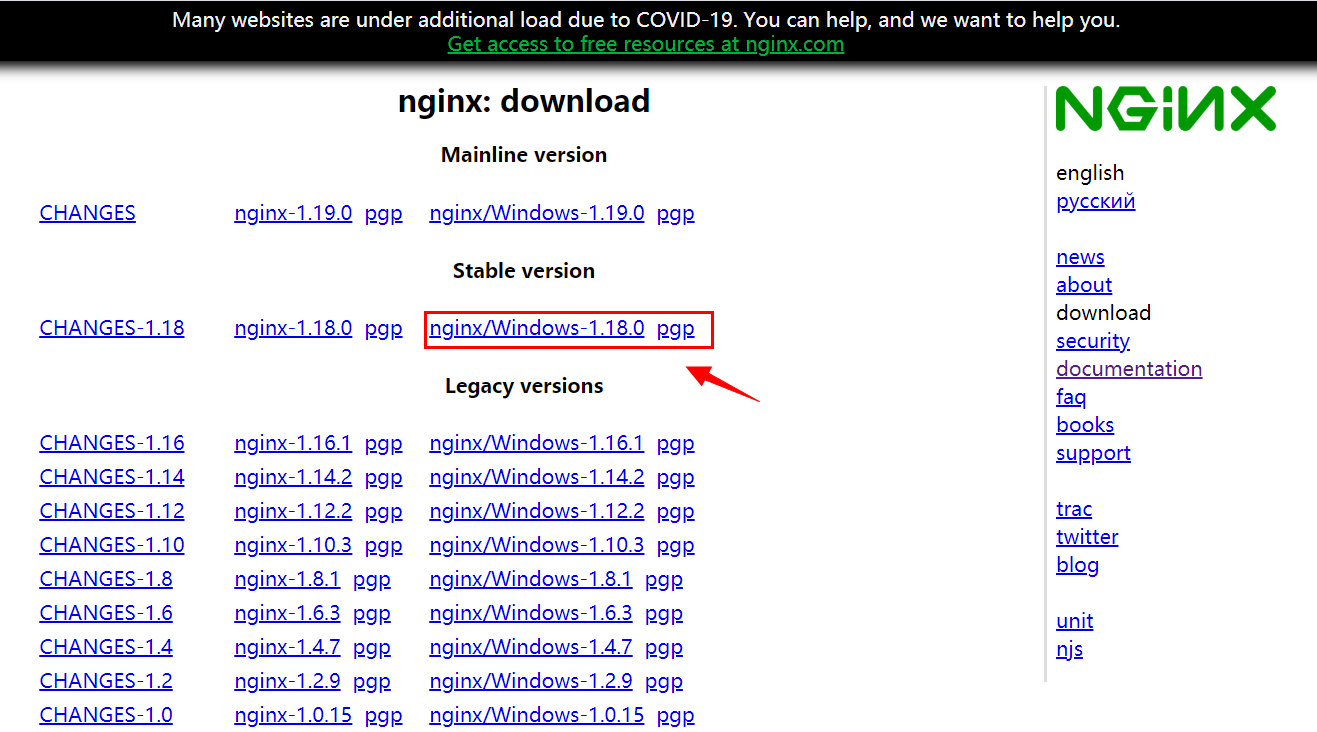 Many websites are under additional load due to COVID-19. You can help, and we want to help you.
Get access to free resources at nginx.com
nginx: download
Mainline version
CHANGES nginx-1.19.0 pgp nginx/Windows-1.19.0 pgp
Stable version
CHANGES-1.18 nginx-1.18.0 pgp nginx/Windows-1.18.0 pgp
Legacy versions
CHANGES-1.16 nginx-1.16.1 pgp nginx/Windows-1.16.1 pgp
CHANGES-1.14 nginx-1.14.2 pgp nginx/Windows-1.14.2 pgp
CHANGES-1.12 nginx-1.12.2 pgp nginx/Windows-1.12.2 pgp
CHANGES-1.10 nginx-1.10.3 pgp nginx/Windows-1.10.3 pgp
CHANGES-1.8 nginx-1.8.1 pgp nginx/Windows-1.8.1 pgp
CHANGES-1.6 nginx-1.6.3 pgp nginx/Windows-1.6.3 pgp
CHANGES-1.4 nginx-1.4.7 pgp nginx/Windows-1.4.7 pgp
CHANGES-1.2 nginx-1.2.9 pgp nginx/Windows-1.2.9 pgp
CHANGES-1.0 nginx-1.0.15 pgp nginx/Windows-1.0.15 pgp
NGiNX
english
русский
news
about
download
security
documentation
faq
books
support
trac
twitter
blog
unit
njs